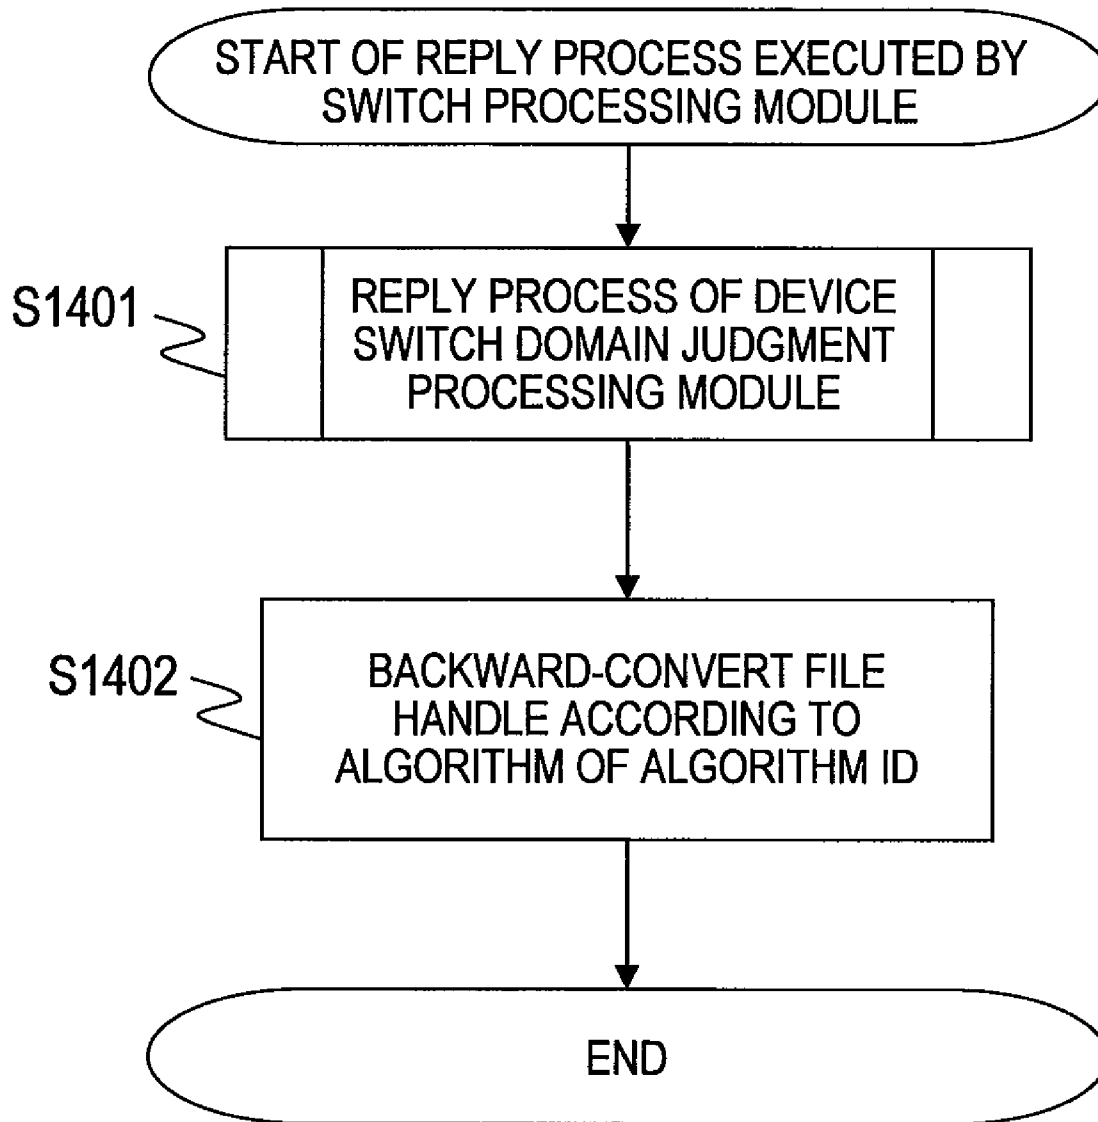 START OF REPLY PROCESS EXECUTED BY
SWITCH PROCESSING MODULE
S1401
REPLY PROCESS OF DEVICE
SWITCH DOMAIN JUDGMENT
PROCESSING MODULE
S1402
BACKWARD-CONVERT FILE
HANDLE ACCORDING TO
ALGORITHM OF ALGORITHM ID
END